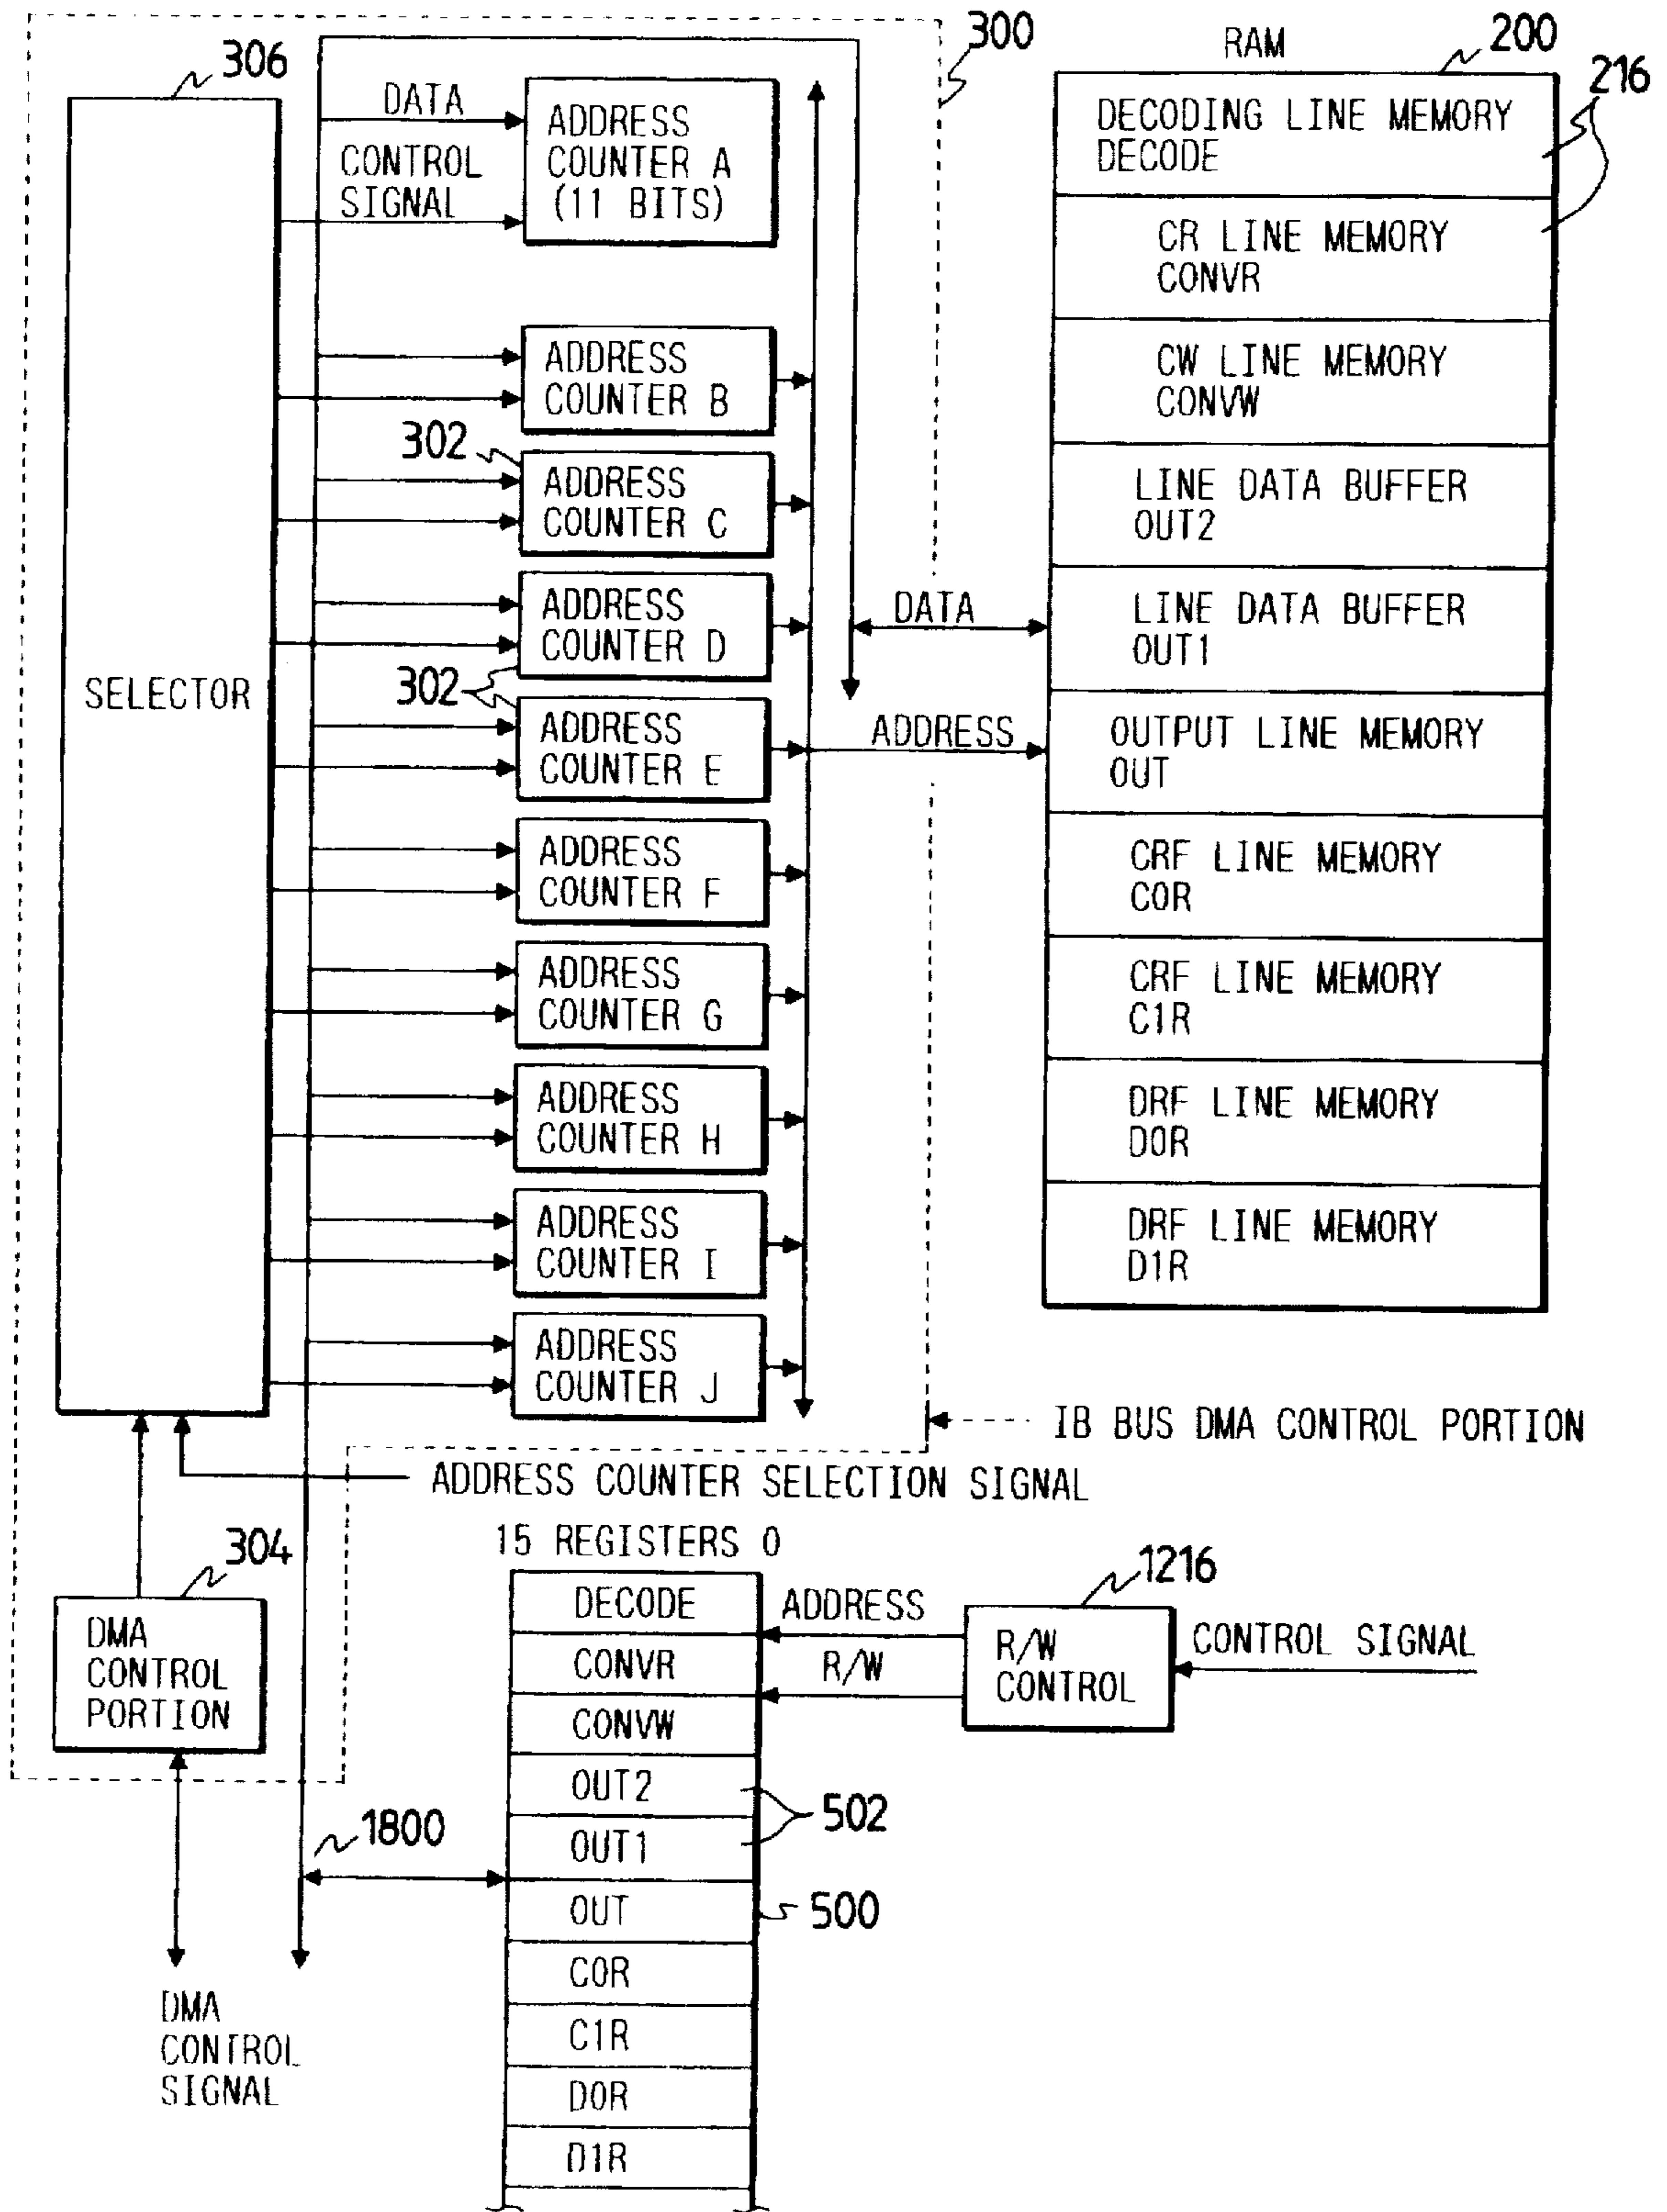 306
DATA
CONTROL
SIGNAL
ADDRESS
COUNTER A
(11 BITS)
300
RAM
200
216
DECODING LINE MEMORY
DECODE
CR LINE MEMORY
CONVR
ADDRESS
COUNTER B
CW LINE MEMORY
CONVW
302
ADDRESS
COUNTER C
LINE DATA BUFFER
OUT2
ADDRESS
COUNTER D
DATA
LINE DATA BUFFER
OUT1
SELECTOR
302
ADDRESS
COUNTER E
ADDRESS
OUTPUT LINE MEMORY
OUT
ADDRESS
COUNTER F
CRF LINE MEMORY
C0R
ADDRESS
COUNTER G
CRF LINE MEMORY
C1R
ADDRESS
COUNTER H
DRF LINE MEMORY
D0R
ADDRESS
COUNTER I
DRF LINE MEMORY
D1R
ADDRESS
COUNTER J
IB BUS DMA CONTROL PORTION
ADDRESS COUNTER SELECTION SIGNAL
304
DMA
CONTROL
PORTION
15 REGISTERS 0
DECODE
CONVR
CONVW
OUT2
OUT1
OUT
C0R
C1R
D0R
D1R
ADDRESS
R/W
1216
R/W
CONTROL
CONTROL SIGNAL
502
1800
500
DMA
CONTROL
SIGNAL